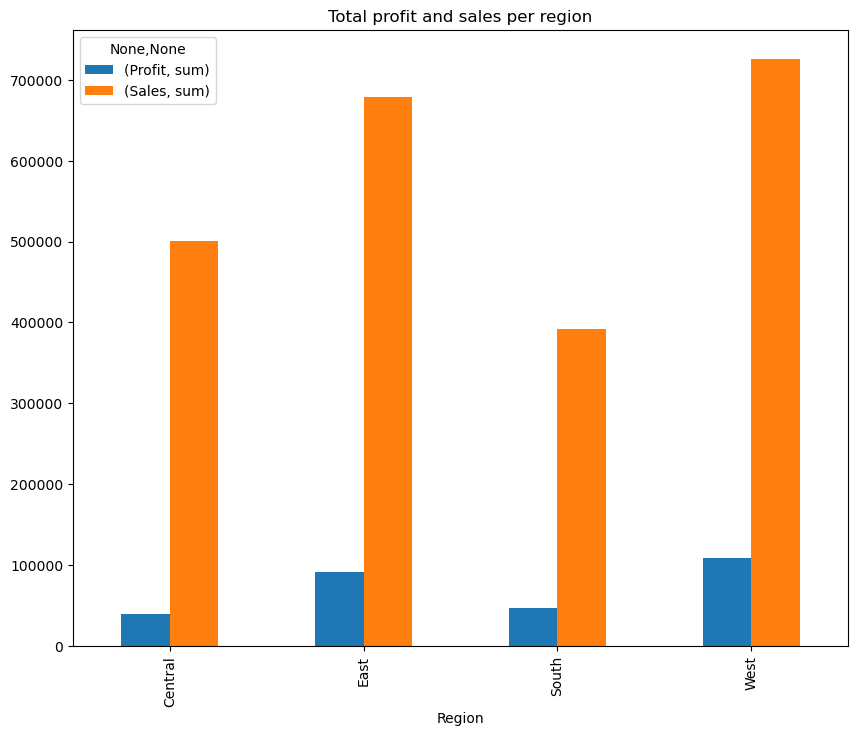 Total profit and sales per region
None,None
(Profit, sum)
(Sales, sum)
700000
600000
500000
400000
300000
200000
100000
0
Central
East
South
West
Region